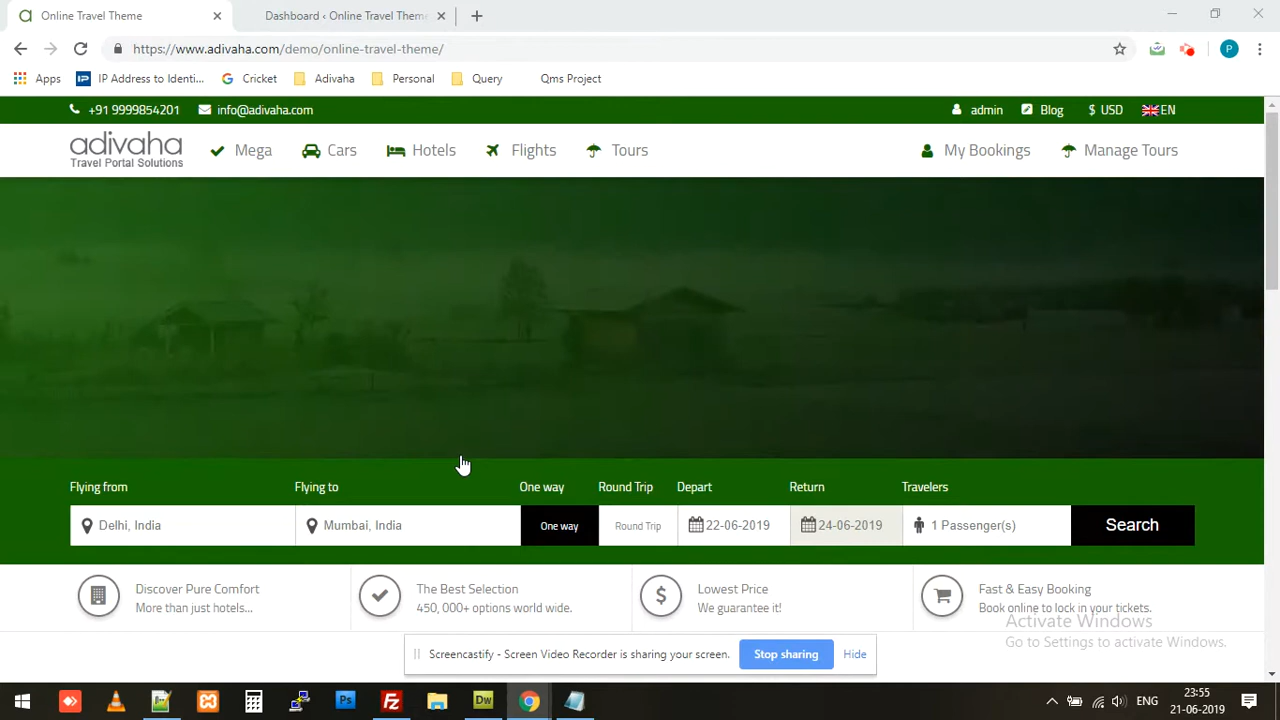 Online Travel Theme
Dashboard ‹ Online Travel Theme
https://www.adivaha.com/demo/online-travel-theme/
P
Apps
IP
IP Address to Identi...
Cricket
Adivaha
Personal
Query
Qms Project
+91 9999854201
info@adivaha.com
admin
Blog
$ USD
EN
adivaha
Travel Portal Solutions
Mega
Cars
Hotels
Flights
Tours
My Bookings
Manage Tours
Flying from
Flying to
One way
Round Trip
Depart
Return
Travelers
Delhi, India
Mumbai, India
One way
Round Trip
22-06-2019
24-06-2019
1 Passenger(s)
Search
Discover Pure Comfort
More than just hotels...
The Best Selection
450, 000+ options world wide.
$
Lowest Price
We guarantee it!
Fast & Easy Booking
Book online to lock in your tickets.
Activate Windows
Go to Settings to activate Windows.
Screencastify - Screen Video Recorder is sharing your screen.
Stop sharing
Hide
Ps
Fz
Dw
ENG
23:55
21-06-2019